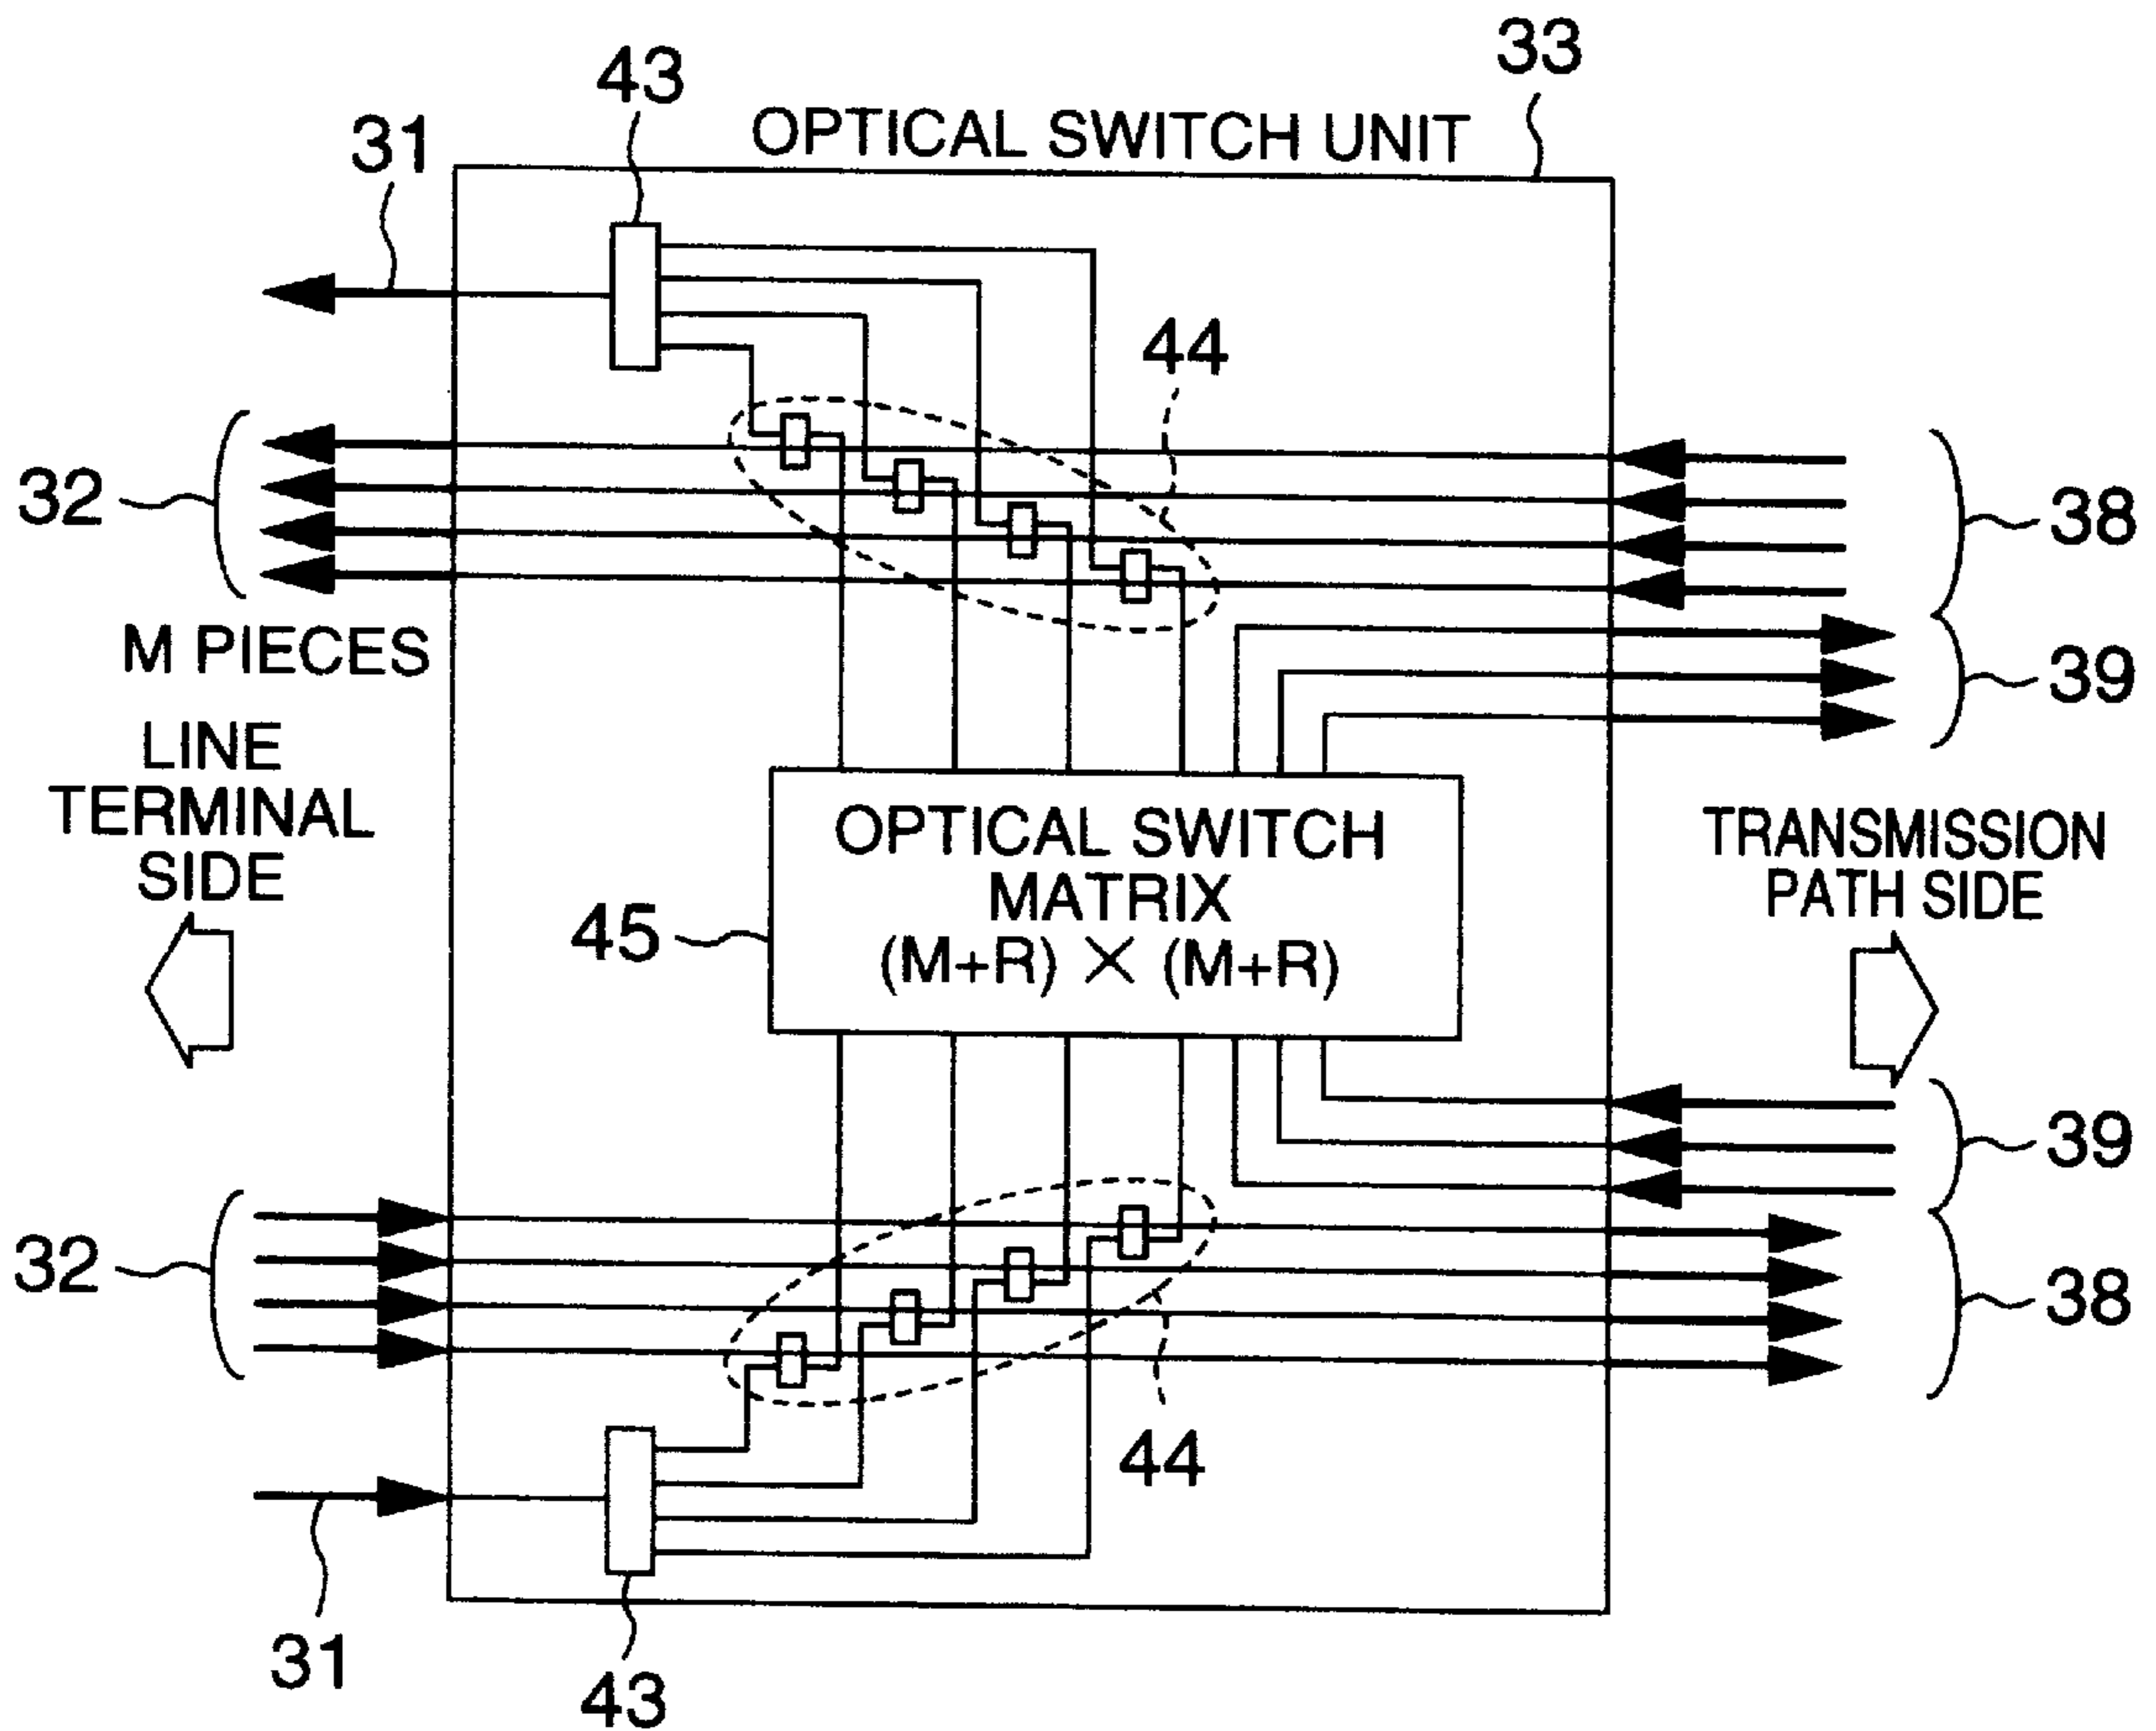 33
43
OPTICAL SWITCH UNIT
31
44
32
38
M PIECES
39
LINE
TERMINAL
SIDE
OPTICAL SWITCH
MATRIX
(M+R) × (M+R)
TRANSMISSION
PATH SIDE
45
39
32
38
44
31
43